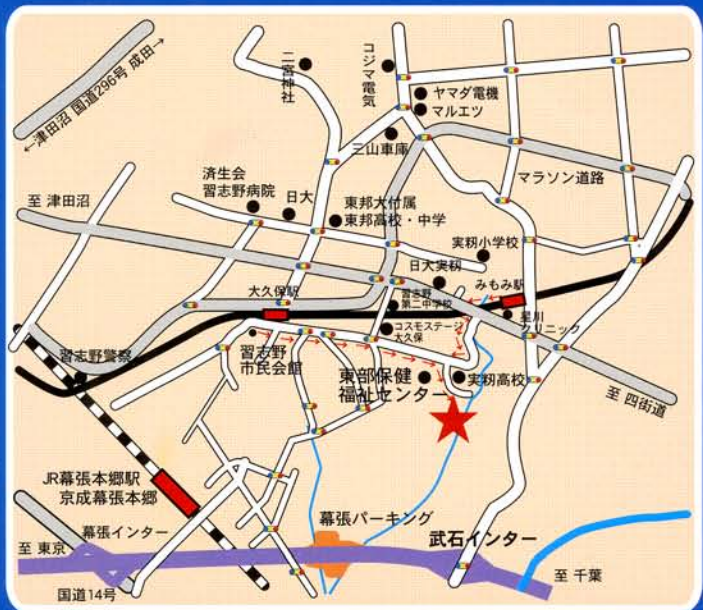 ←津田沼 国道296号 成田→
二宮神社
コジマ電気
ヤマダ電機
マルエツ
三山車庫
マラソン道路
済生会
習志野病院
日大
東邦大付属
東邦高校・中学
至 津田沼
実籾小学校
日大実籾
みもみ駅
大久保駅
習志野
第二中学校
星川
クリニック
コスモステージ
大久保
習志野警察
習志野
市民会館
東部保健
福祉センター
実籾高校
至 四街道
JR幕張本郷駅
京成幕張本郷
幕張インター
幕張パーキング
武石インター
至 東京
至 千葉
国道14号